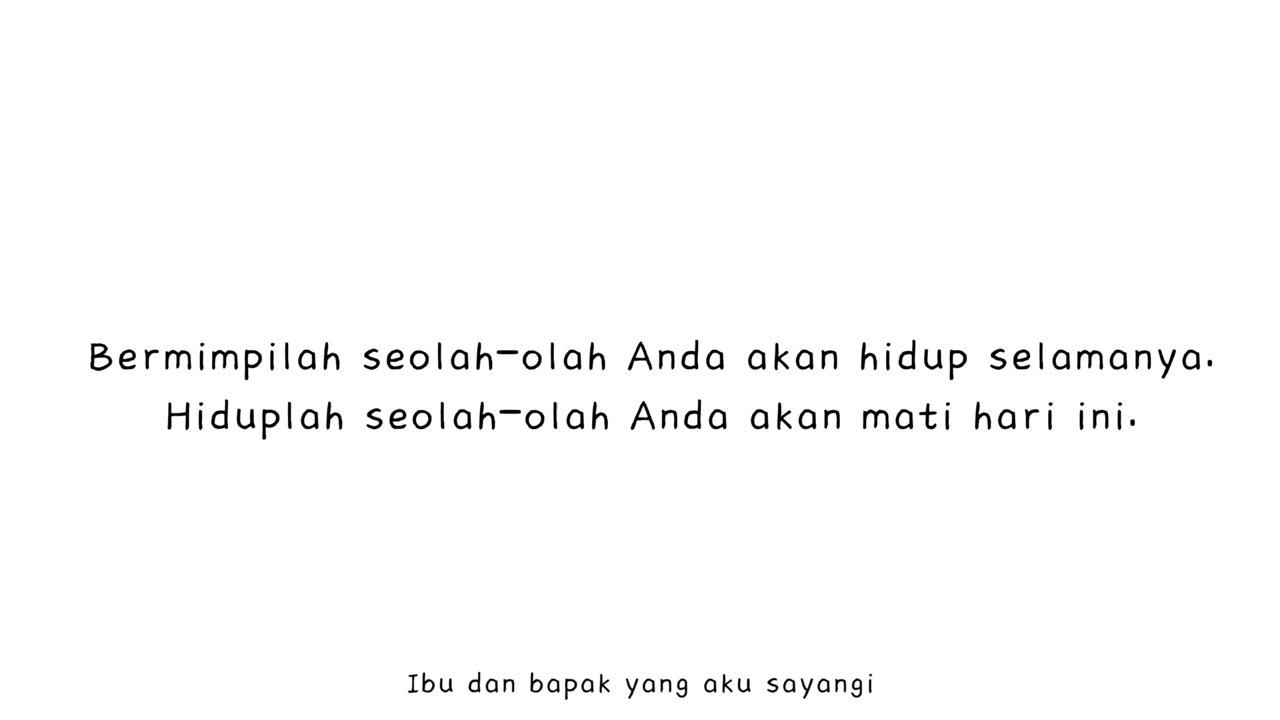 Bermimpilah seolah-olah Anda akan hidup selamanya.
Hiduplah seolah-olah Anda akan mati hari ini.
Ibu dan bapak yang aku sayangi